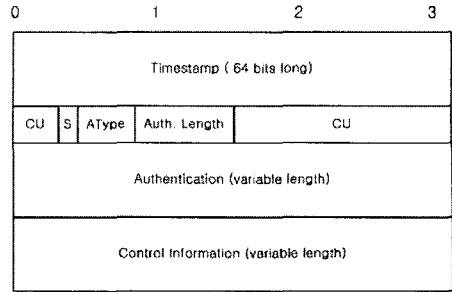 0 1 2 3
Timestamp ( 64 bits long)
CU S AType Auth. Length CU
Authentication (variable length)
Control Information (variable length)